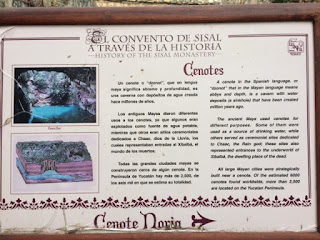 EL CONVENTO DE SISAL
A TRAVÉS DE LA HISTORIA
HISTORY OF THE SISAL MONASTERY
Cenotes
Un cenote o "dzonot", que en lengua
maya significa abismo y profundidad, es
una caverna con depósitos de agua creada
hace millones de años.
Los antiguos Mayas dieron diferentes
usos a los cenotes, ya que algunos eran
explotados como fuente de agua potable
mientras que otros eran sitios ceremoniales
dedicados a Chaac, dios de la Lluvia, los
cuales representaban entradas al Xibalbá, el
mundo de los muertos.
Todas las grandes ciudades mayas se
construyeron cerca de algún cenote. En la
Península de Yucatán hay más de 3,000, de
los seis mil en que se estima su totalidad.
A cenote in the Spanish language, or
"dzonot" that in the Mayan language means
abbys and depth, is a cavern with water
deposits (a sinkhole) that have been created
million years ago.
The ancient Maya used cenotes for
different purposes. Some of them were
used as a source of drinking water, while
others served as ceremonial sites dedicated
to Chaac, the Rain god; these sites also
represented entrances to the underworld of
Xibalbá, the dwelling place of the dead.
All large Mayan cities were strategically
built near a cenote. Of the estimated 6000
cenotes found worldwide, more than 3,000
are located on the Yucatan Peninsula.
Cenote Noria